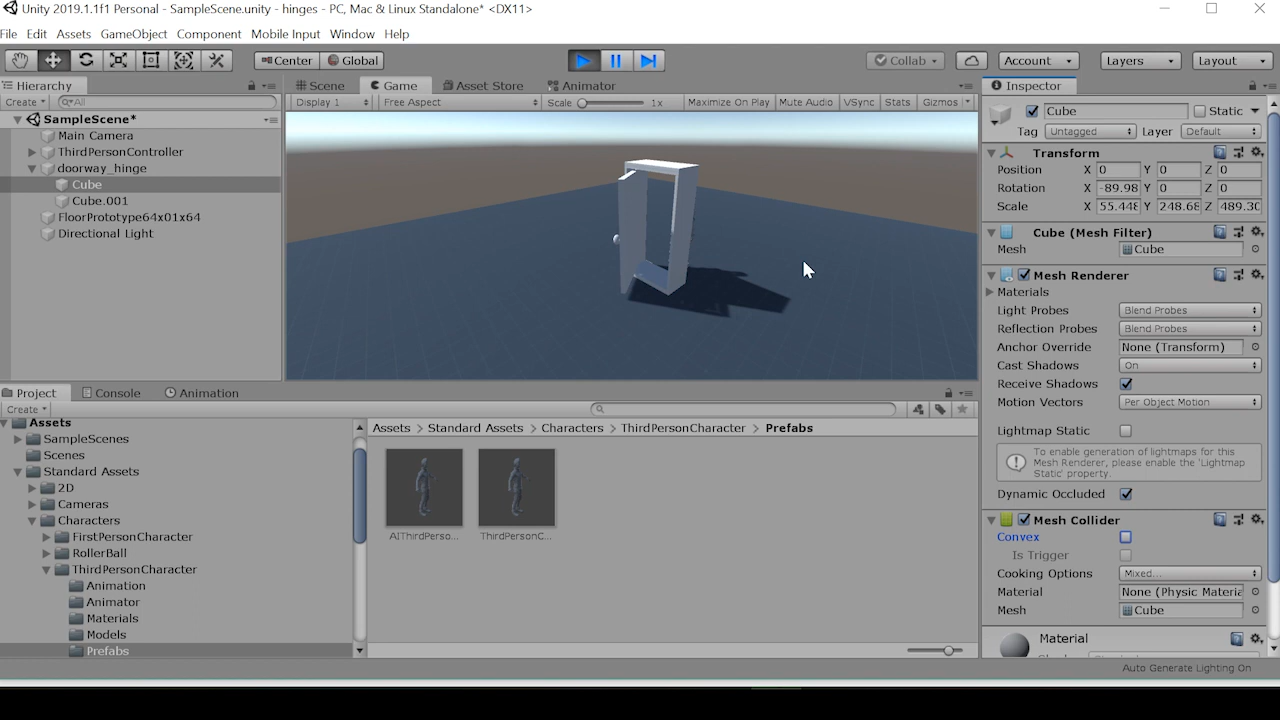 Unity 2019.1.1f1 Personal - SampleScene.unity - hinges - PC, Mac & Linux Standalone* <DX11>
File Edit Assets GameObject Component Mobile Input Window Help
Center Global Collab Account Layers Layout
Hierarchy
Create All
SampleScene*
Main Camera
ThirdPersonController
doorway_hinge
Cube
Cube.001
FloorPrototype64x01x64
Directional Light
Scene Game Asset Store Animator
Display 1 Free Aspect Scale 1x Maximize On Play Mute Audio VSync Stats Gizmos
Inspector
Cube Static
Tag Untagged Layer Default
Transform
Position X 0 Y 0 Z 0
Rotation X -89.98 Y 0 Z 0
Scale X 55.448 Y 248.68 Z 489.30
Cube (Mesh Filter)
Mesh Cube
Mesh Renderer
Materials
Light Probes Blend Probes
Reflection Probes Blend Probes
Anchor Override None (Transform)
Cast Shadows On
Receive Shadows
Motion Vectors Per Object Motion
Lightmap Static
To enable generation of lightmaps for this
Mesh Renderer, please enable the 'Lightmap
Static' property.
Dynamic Occluded
Mesh Collider
Convex
Is Trigger
Cooking Options Mixed...
Material None (Physic Materia
Mesh Cube
Material
Project Console Animation
Create
Assets
SampleScenes
Scenes
Standard Assets
2D
Cameras
Characters
FirstPersonCharacter
RollerBall
ThirdPersonCharacter
Animation
Animator
Materials
Models
Prefabs
Assets > Standard Assets > Characters > ThirdPersonCharacter > Prefabs
AIThirdPerso... ThirdPersonC...
Auto Generate Lighting On